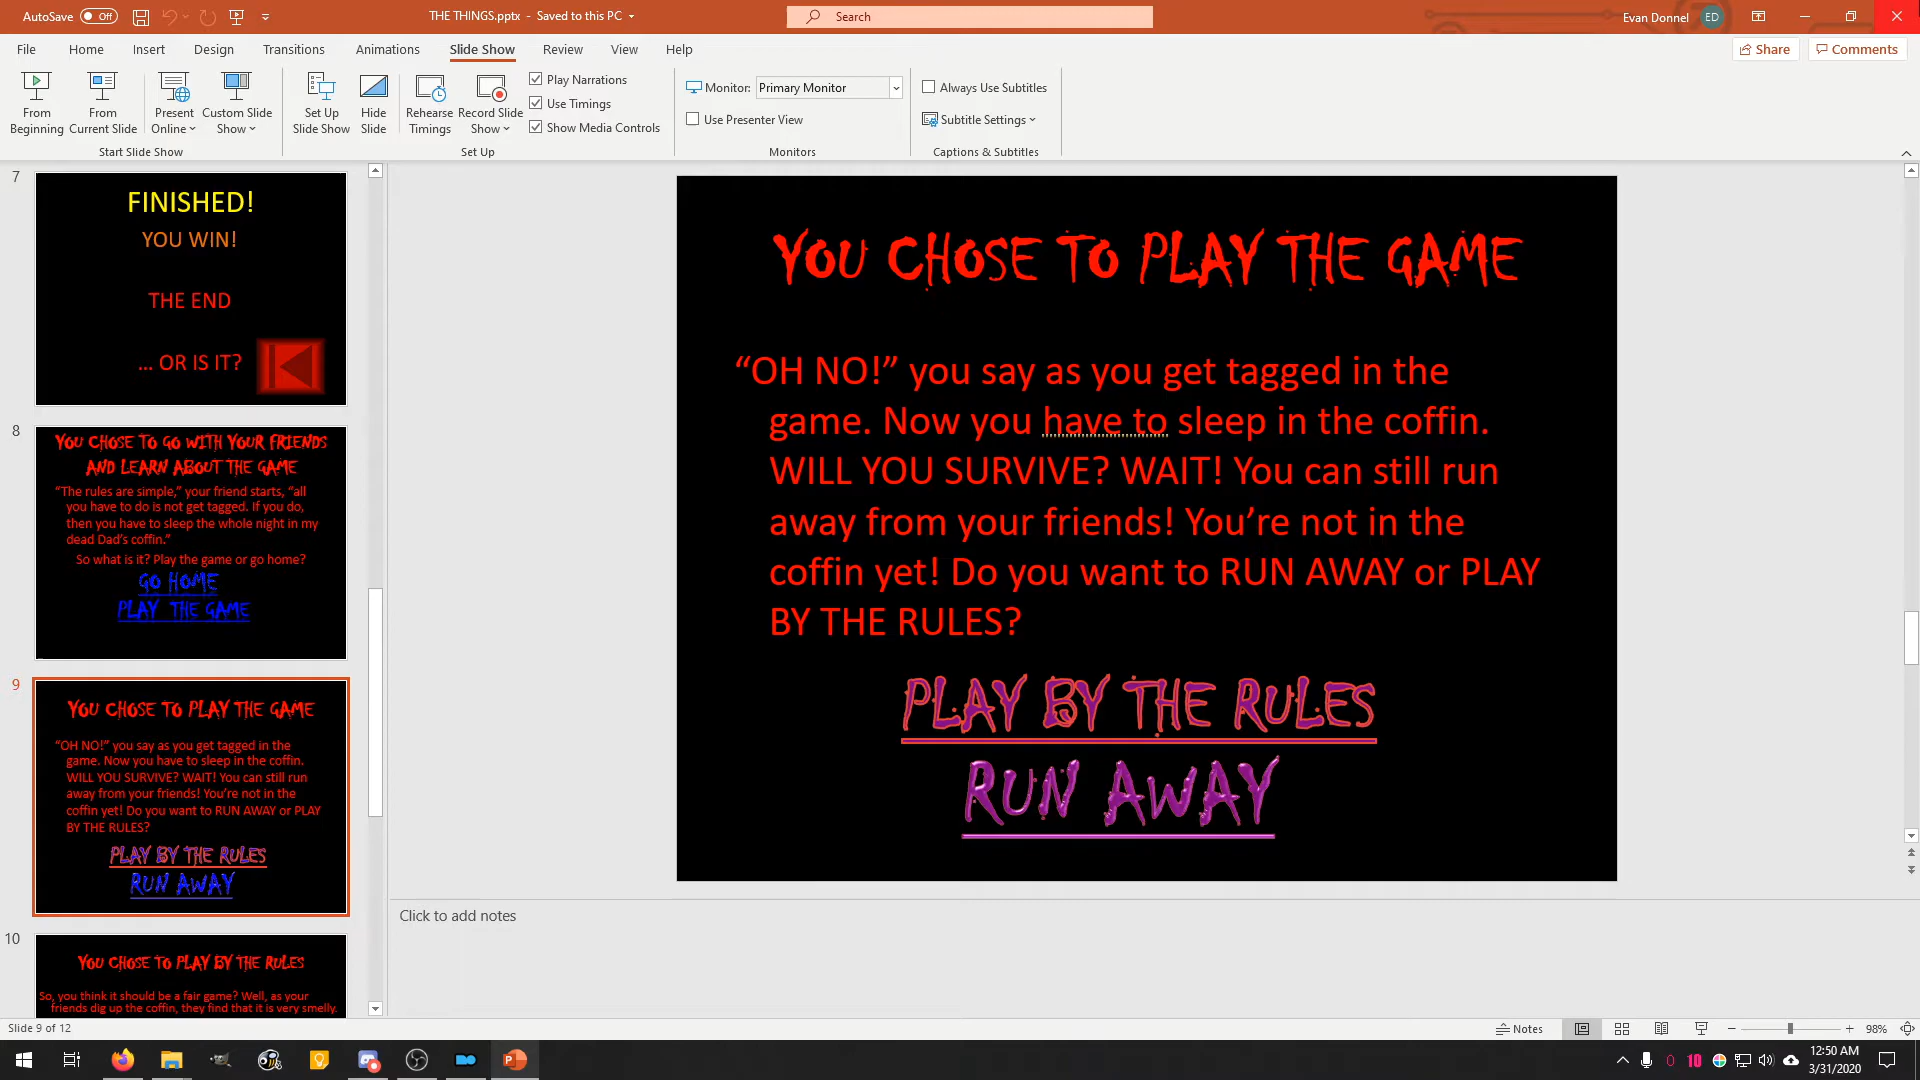 AutoSave Off
THE THINGS.pptx - Saved to this PC
Search
Evan Donnel ED
File Home Insert Design Transitions Animations Slide Show Review View Help
Share Comments
From Beginning
From Current Slide
Present Online
Custom Slide Show
Start Slide Show
Set Up Slide Show
Hide Slide
Rehearse Timings
Record Slide Show
Play Narrations
Use Timings
Show Media Controls
Set Up
Monitor: Primary Monitor
Use Presenter View
Monitors
Always Use Subtitles
Subtitle Settings
Captions & Subtitles
7
FINISHED!
YOU WIN!
THE END
... OR IS IT?
8
YOU CHOSE TO GO WITH YOUR FRIENDS
AND LEARN ABOUT THE GAME
“The rules are simple,” your friend starts, “all
you have to do is not get tagged. If you do,
then you have to sleep the whole night in my
dead Dad’s coffin.”
So what is it? Play the game or go home?
GO HOME
PLAY THE GAME
9
YOU CHOSE TO PLAY THE GAME
“OH NO!” you say as you get tagged in the
game. Now you have to sleep in the coffin.
WILL YOU SURVIVE? WAIT! You can still run
away from your friends! You’re not in the
coffin yet! Do you want to RUN AWAY or PLAY
BY THE RULES?
PLAY BY THE RULES
RUN AWAY
10
YOU CHOSE TO PLAY BY THE RULES
So, you think it should be a fair game? Well, as your
friends dig up the coffin, they find that it is very smelly.
YOU CHOSE TO PLAY THE GAME
“OH NO!” you say as you get tagged in the
game. Now you have to sleep in the coffin.
WILL YOU SURVIVE? WAIT! You can still run
away from your friends! You’re not in the
coffin yet! Do you want to RUN AWAY or PLAY
BY THE RULES?
PLAY BY THE RULES
RUN AWAY
Click to add notes
Slide 9 of 12
Notes
98%
0 10
12:50 AM
3/31/2020